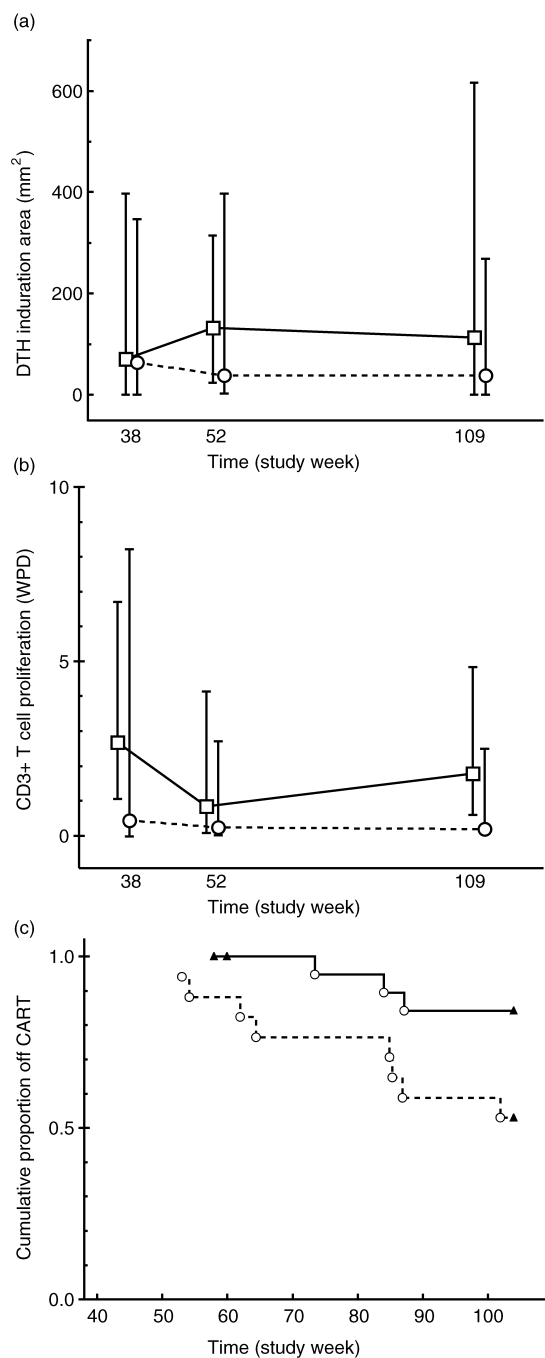 (a)
DTH induration area (mm²)
600
400
200
0
38 52 109
Time (study week)
(b)
CD3+ T cell proliferation (WPD)
10
5
0
38 52 109
Time (study week)
(c)
Cumulative proportion off CART
1.0
0.5
0.0
40 50 60 70 80 90 100
Time (study week)